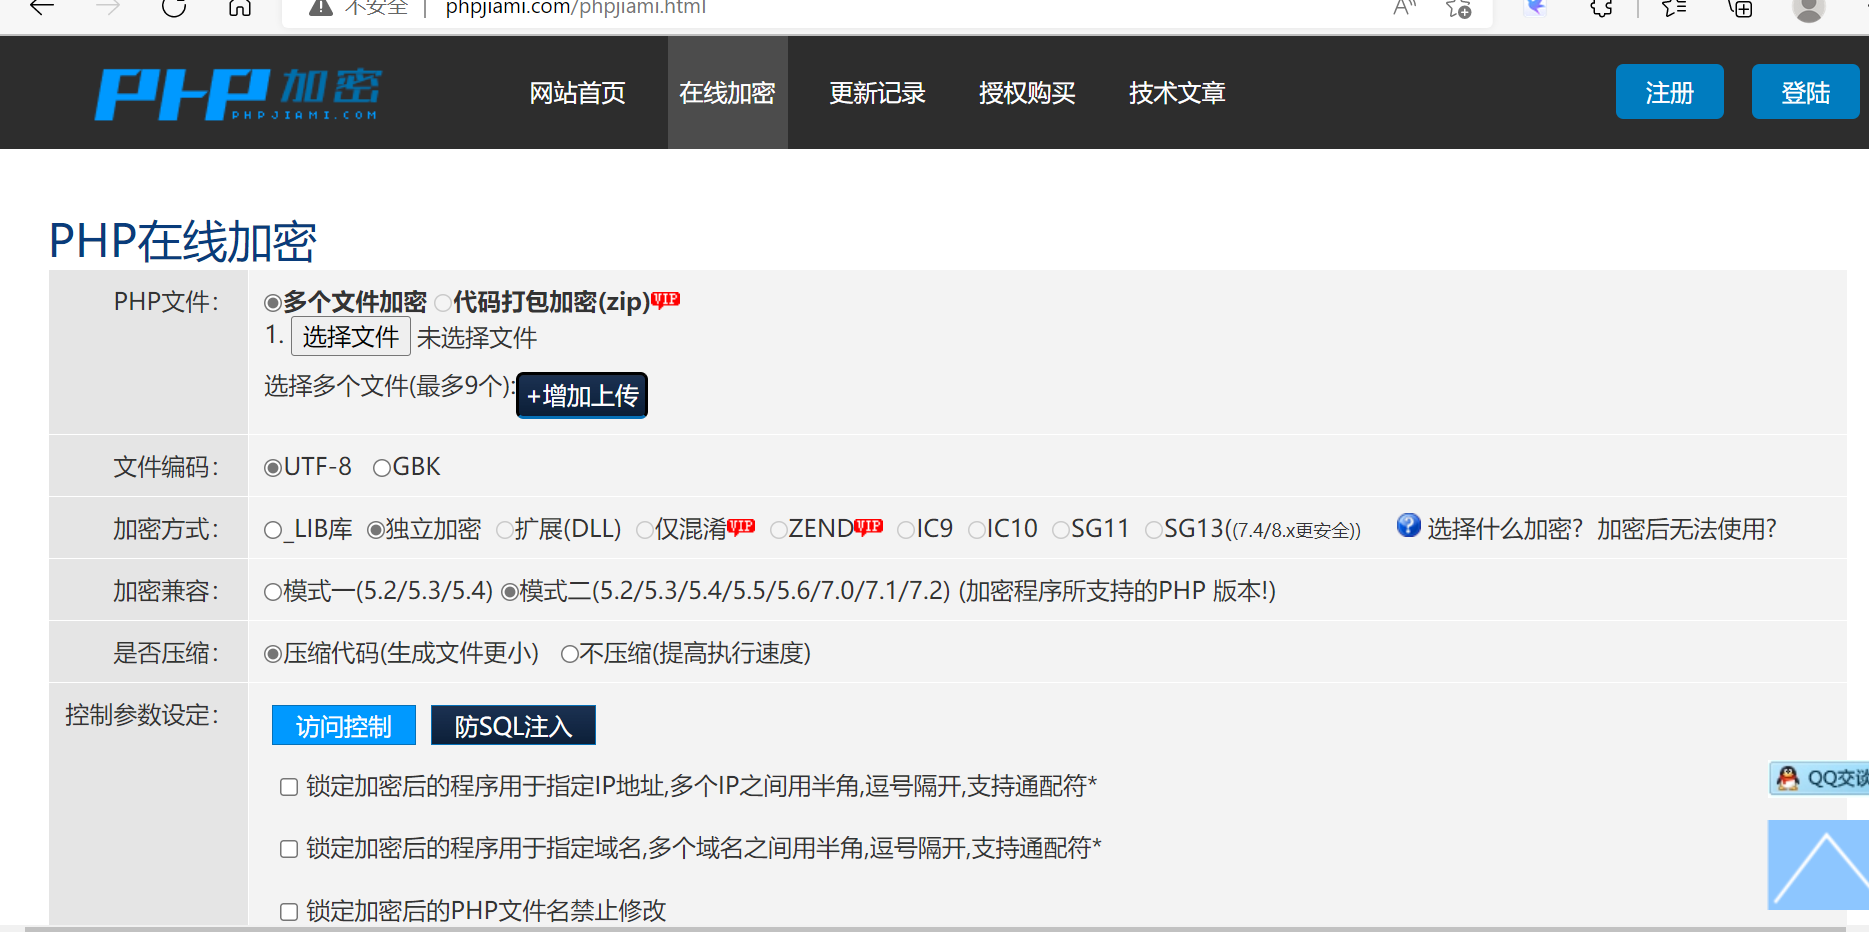 不安全 | phpjiami.com/phpjiami.html
PHP加密
PHPJIAMI.COM
网站首页 在线加密 更新记录 授权购买 技术文章 注册 登陆
PHP在线加密
PHP文件: 多个文件加密 代码打包加密(zip)VIP
1. 选择文件 未选择文件
选择多个文件(最多9个): +增加上传
文件编码: UTF-8 GBK
加密方式: _LIB库 独立加密 扩展(DLL) 仅混淆VIP ZENDVIP IC9 IC10 SG11 SG13((7.4/8.x更安全)) ? 选择什么加密? 加密后无法使用?
加密兼容: 模式一(5.2/5.3/5.4) 模式二(5.2/5.3/5.4/5.5/5.6/7.0/7.1/7.2) (加密程序所支持的PHP 版本!)
是否压缩: 压缩代码(生成文件更小) 不压缩(提高执行速度)
控制参数设定: 访问控制 防SQL注入
锁定加密后的程序用于指定IP地址,多个IP之间用半角,逗号隔开,支持通配符*
QQ交谈
锁定加密后的程序用于指定域名,多个域名之间用半角,逗号隔开,支持通配符*
锁定加密后的PHP文件名禁止修改